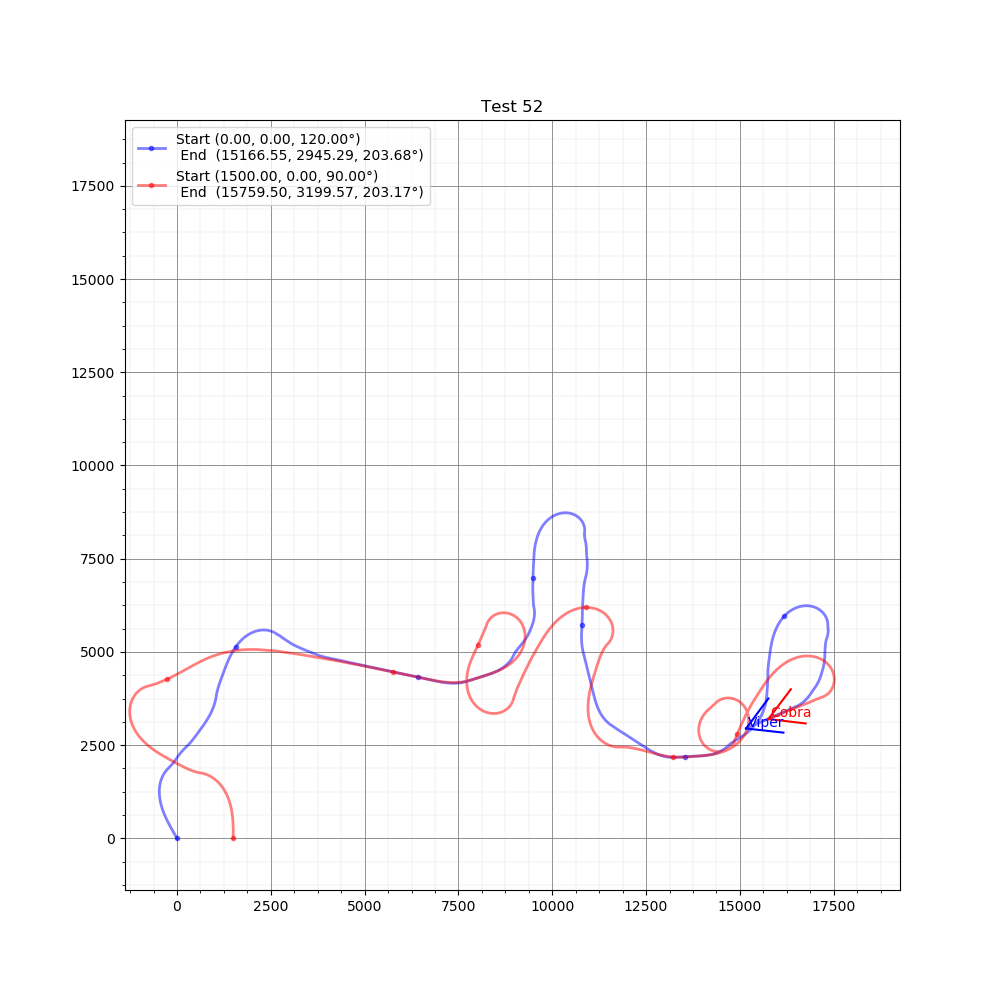 Test 52
Start (0.00, 0.00, 120.00°)
End (15166.55, 2945.29, 203.68°)
Start (1500.00, 0.00, 90.00°)
End (15759.50, 3199.57, 203.17°)
17500
15000
12500
10000
7500
5000
2500
0
Cobra
Viper
0 2500 5000 7500 10000 12500 15000 17500